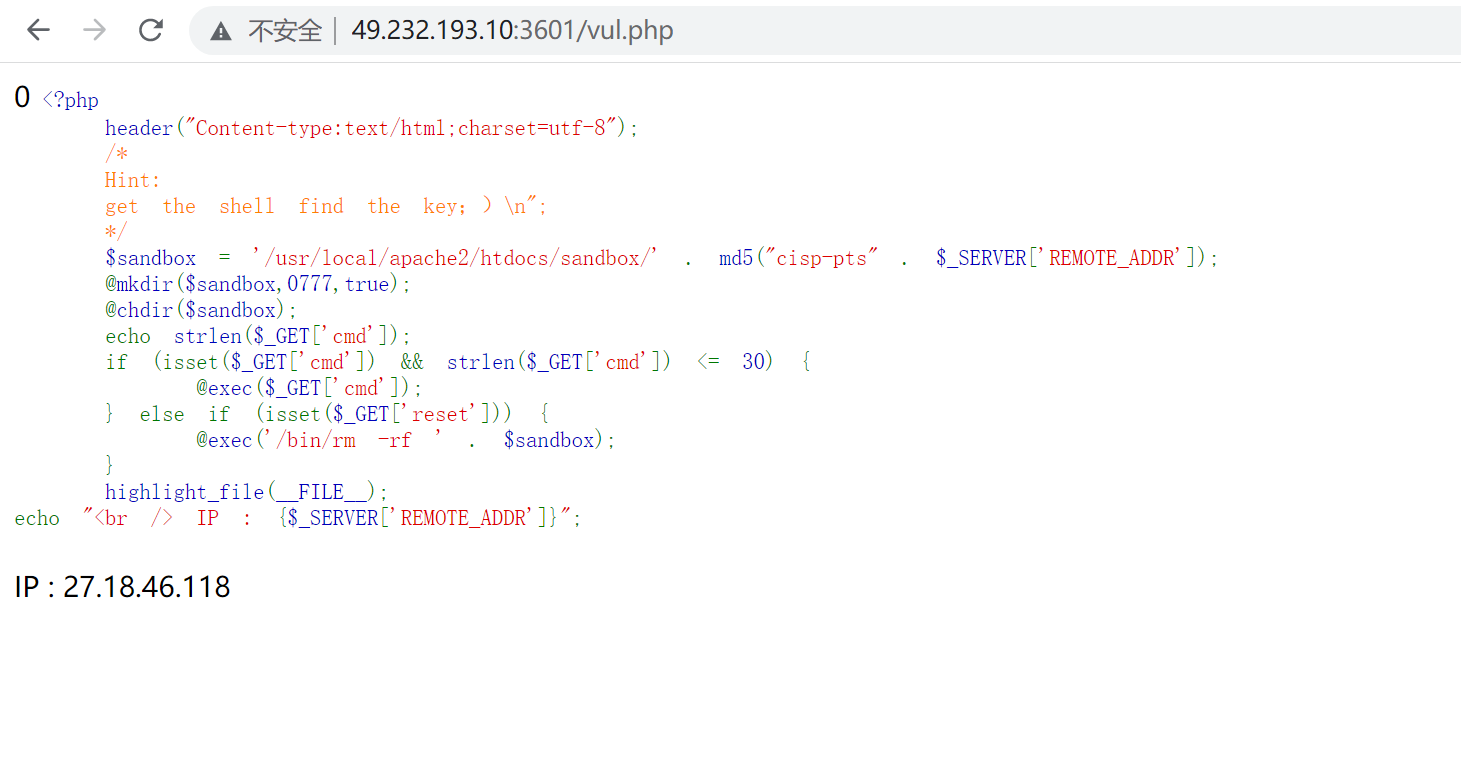 不安全 | 49.232.193.10:3601/vul.php
0 <?php
header("Content-type:text/html;charset=utf-8");
/*
Hint:
get the shell find the key；）\n";
*/
$sandbox = '/usr/local/apache2/htdocs/sandbox/' . md5("cisp-pts" . $_SERVER['REMOTE_ADDR']);
@mkdir($sandbox,0777,true);
@chdir($sandbox);
echo strlen($_GET['cmd']);
if (isset($_GET['cmd']) && strlen($_GET['cmd']) <= 30) {
@exec($_GET['cmd']);
} else if (isset($_GET['reset'])) {
@exec('/bin/rm -rf ' . $sandbox);
}
highlight_file(__FILE__);
echo "<br /> IP : {$_SERVER['REMOTE_ADDR']}";
IP : 27.18.46.118